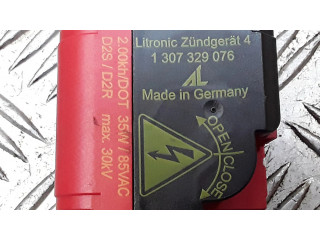 Litronic Zündgerät 4
1 307 329 076
AL
Made in Germany
OPEN/CLOSE
2.00kh/DOT 35W / 85VAC
D2S / D2R max. 30kV